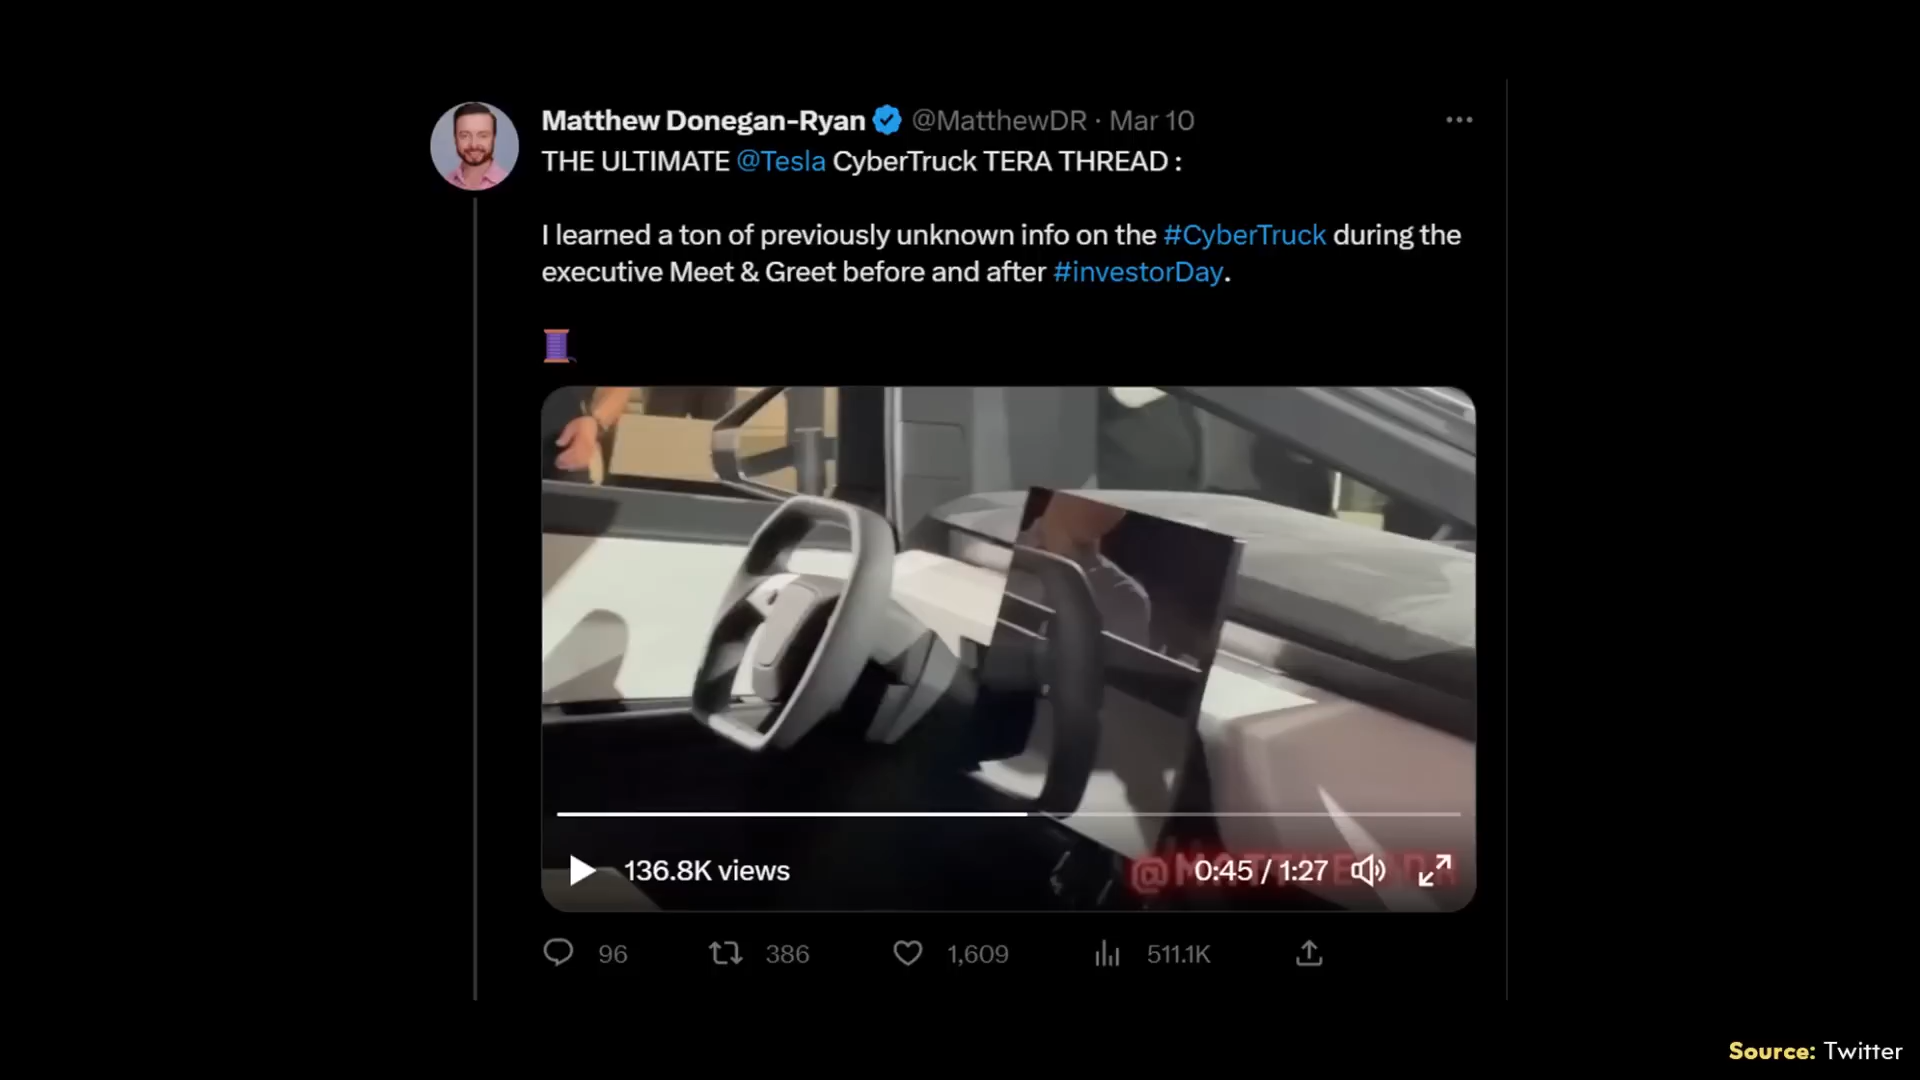 Matthew Donegan-Ryan @MatthewDR · Mar 10
THE ULTIMATE @Tesla CyberTruck TERA THREAD :
I learned a ton of previously unknown info on the #CyberTruck during the
executive Meet & Greet before and after #investorDay.
136.8K views
0:45 / 1:27
@MATTHEWDR
96
386
1,609
511.1K
Source: Twitter